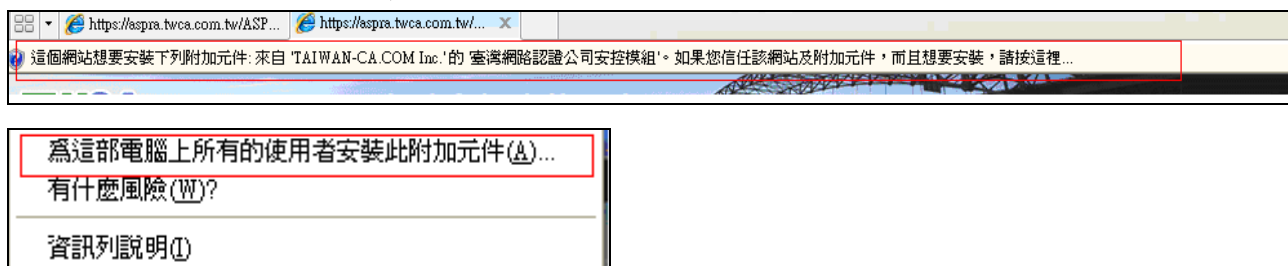 https://aspra.twca.com.tw/ASP... https://aspra.twca.com.tw/...
這個網站想要安裝下列附加元件: 來自 'TAIWAN-CA.COM Inc.'的 '臺灣網路認證公司安控模組'。如果您信任該網站及附加元件，而且想要安裝，請按這裡...
為這部電腦上所有的使用者安裝此附加元件(A)...
有什麼風險(W)?
資訊列說明(I)